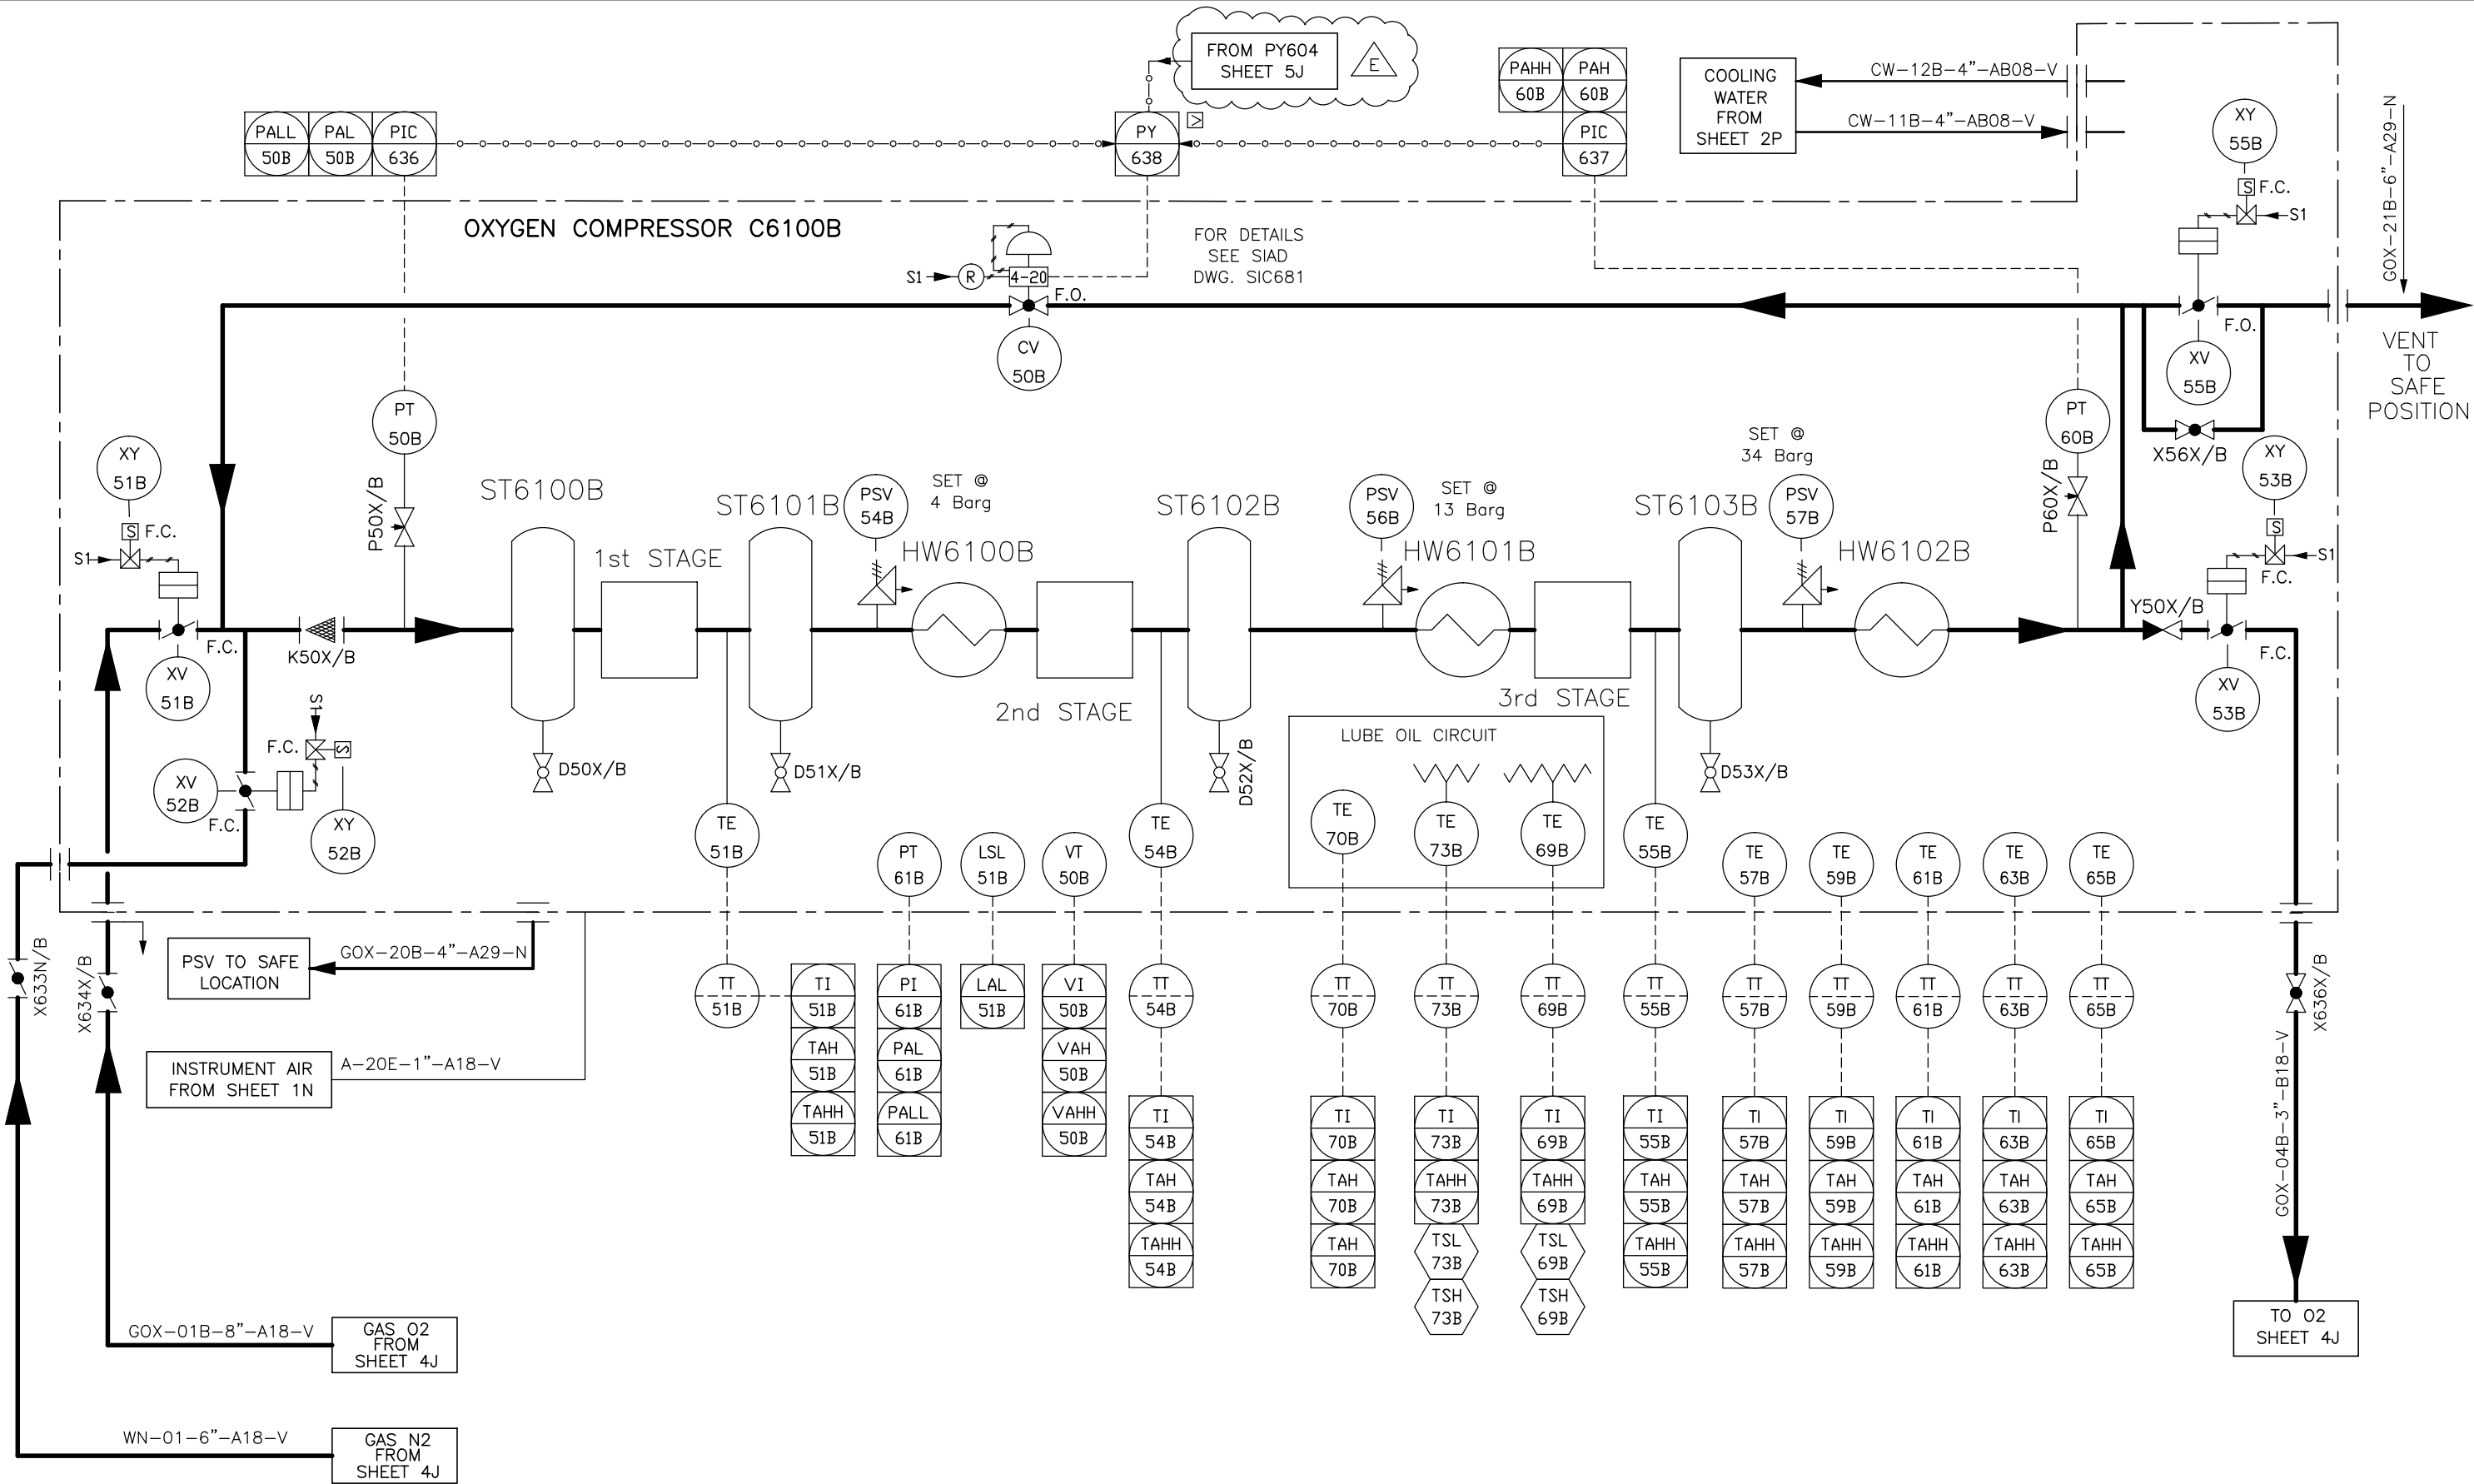 FROM PY604
SHEET 5J
E
PAHH
60B
PAH
60B
PIC
637
COOLING
WATER
FROM
SHEET 2P
CW-12B-4"-AB08-V
CW-11B-4"-AB08-V
PALL
50B
PAL
50B
PIC
636
PY
638
>
XY
55B
S
F.C.
S1
GOX-21B-6"-A29-N
OXYGEN COMPRESSOR C6100B
FOR DETAILS
SEE SIAD
DWG. SIC681
S1
R
4-20
F.O.
CV
50B
F.O.
XV
55B
X56X/B
VENT
TO
SAFE
POSITION
XY
51B
S
F.C.
S1
F.C.
XV
51B
K50X/B
PT
50B
P50X/B
ST6100B
1st STAGE
ST6101B
PSV
54B
SET @
4 Barg
HW6100B
2nd STAGE
ST6102B
PSV
56B
SET @
13 Barg
HW6101B
3rd STAGE
ST6103B
SET @
34 Barg
PSV
57B
HW6102B
PT
60B
P60X/B
XY
53B
S
S1
F.C.
Y50X/B
F.C.
XV
53B
S1
F.C.
S
XV
52B
F.C.
XY
52B
D50X/B
D51X/B
D52X/B
D53X/B
LUBE OIL CIRCUIT
TE
70B
TE
73B
TE
69B
TE
51B
PT
61B
LSL
51B
VT
50B
TE
54B
TE
55B
TE
57B
TE
59B
TE
61B
TE
63B
TE
65B
X633N/B
X634X/B
PSV TO SAFE
LOCATION
GOX-20B-4"-A29-N
INSTRUMENT AIR
FROM SHEET 1N
A-20E-1"-A18-V
TT
51B
TI
51B
TAH
51B
TAHH
51B
PI
61B
PAL
61B
PALL
61B
LAL
51B
VI
50B
VAH
50B
VAHH
50B
TT
54B
TI
54B
TAH
54B
TAHH
54B
TT
70B
TI
70B
TAH
70B
TAH
70B
TT
73B
TI
73B
TAHH
73B
TSL
73B
TSH
73B
TT
69B
TI
69B
TAHH
69B
TSL
69B
TSH
69B
TT
55B
TI
55B
TAH
55B
TAHH
55B
TT
57B
TI
57B
TAH
57B
TAHH
57B
TT
59B
TI
59B
TAH
59B
TAHH
59B
TT
61B
TI
61B
TAH
61B
TAHH
61B
TT
63B
TI
63B
TAH
63B
TAHH
63B
TT
65B
TI
65B
TAH
65B
TAHH
65B
X636X/B
GOX-04B-3"-B18-V
TO O2
SHEET 4J
GOX-01B-8"-A18-V
GAS O2
FROM
SHEET 4J
WN-01-6"-A18-V
GAS N2
FROM
SHEET 4J